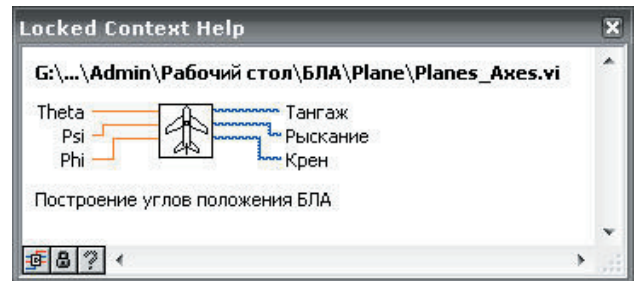 Locked Context Help
G:\...\Admin\Рабочий стол\БЛА\Plane\Planes_Axes.vi
Theta
Тангаж
Psi
Рыскание
Phi
Крен
Построение углов положения БЛА